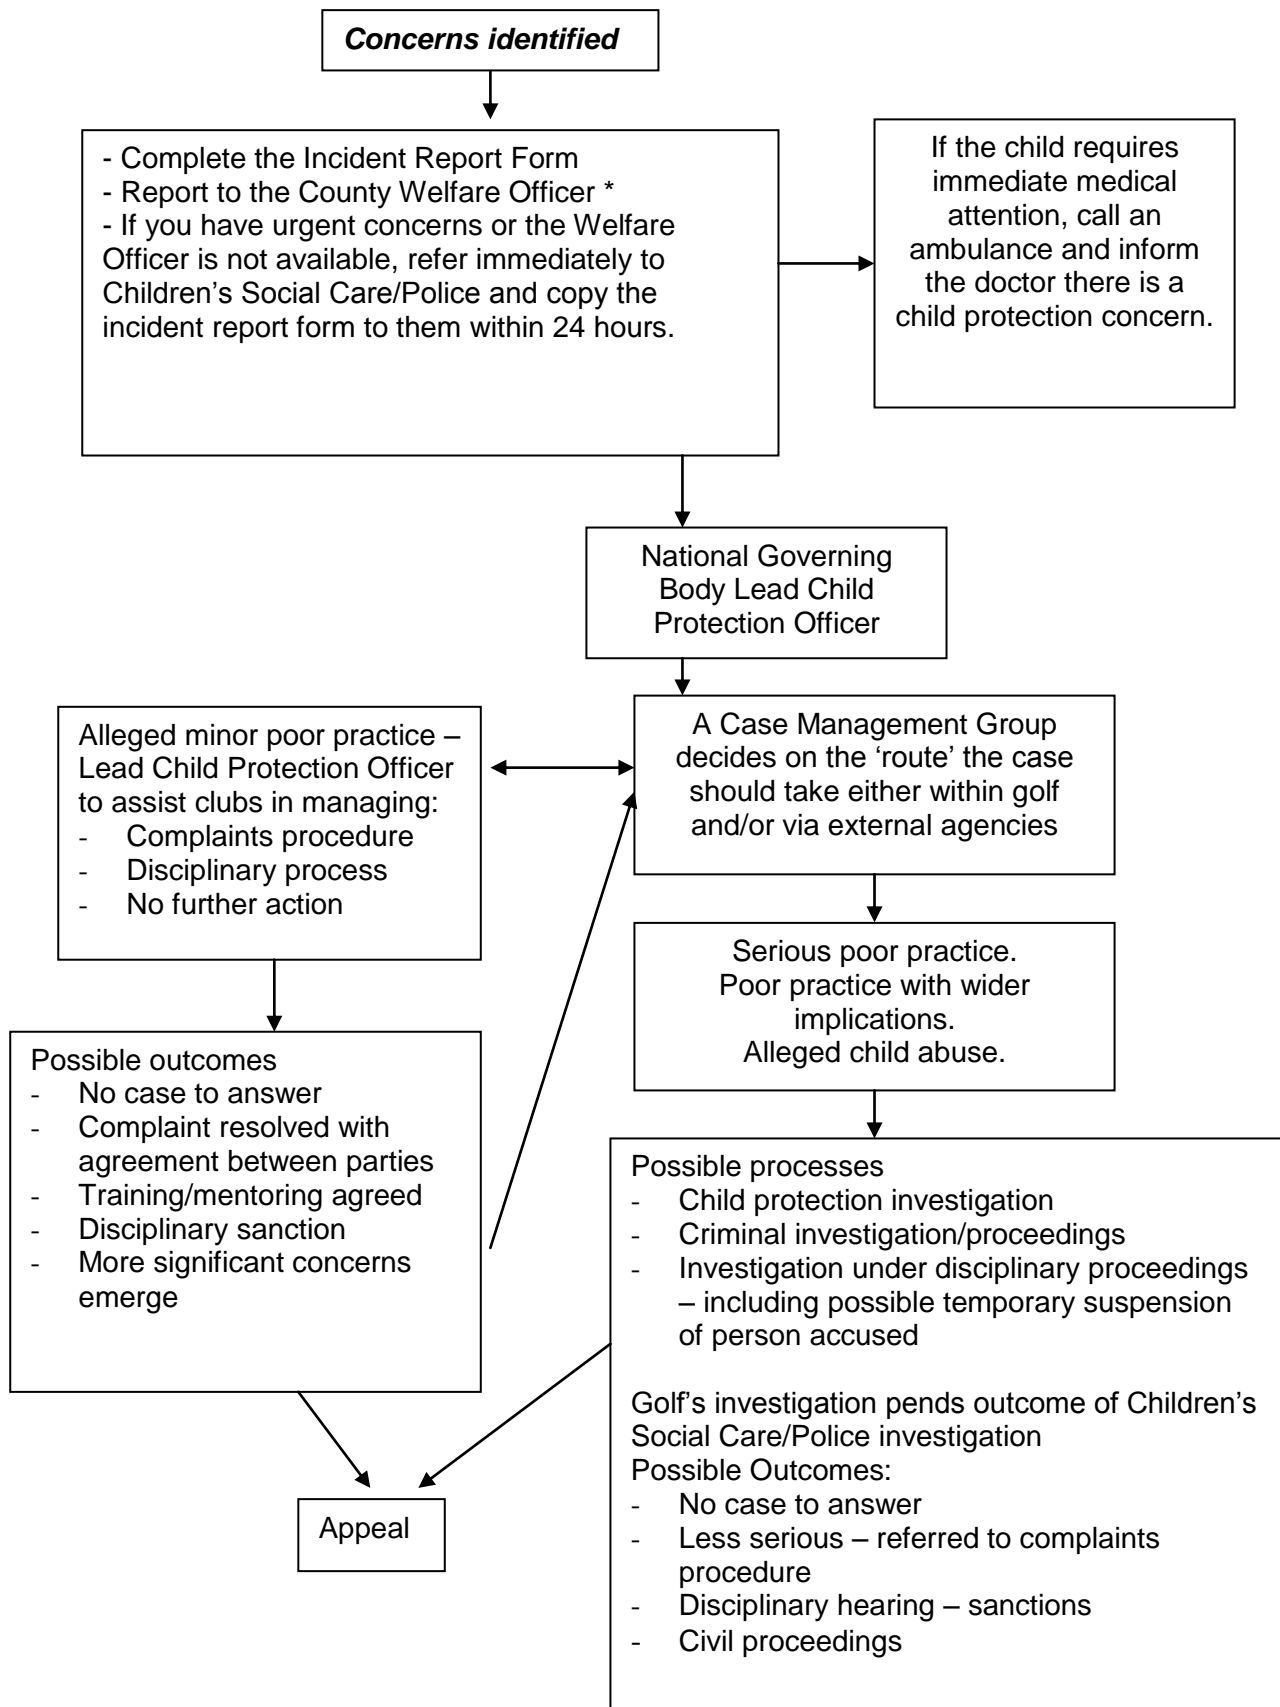 Concerns identified
- Complete the Incident Report Form
- Report to the County Welfare Officer *
- If you have urgent concerns or the Welfare
Officer is not available, refer immediately to
Children’s Social Care/Police and copy the
incident report form to them within 24 hours.
If the child requires
immediate medical
attention, call an
ambulance and inform
the doctor there is a
child protection concern.
National Governing
Body Lead Child
Protection Officer
Alleged minor poor practice –
Lead Child Protection Officer
to assist clubs in managing:
- Complaints procedure
- Disciplinary process
- No further action
A Case Management Group
decides on the ‘route’ the case
should take either within golf
and/or via external agencies
Serious poor practice.
Poor practice with wider
implications.
Alleged child abuse.
Possible outcomes
- No case to answer
- Complaint resolved with
agreement between parties
- Training/mentoring agreed
- Disciplinary sanction
- More significant concerns
emerge
Possible processes
- Child protection investigation
- Criminal investigation/proceedings
- Investigation under disciplinary proceedings
– including possible temporary suspension
of person accused
Golf’s investigation pends outcome of Children’s
Social Care/Police investigation
Possible Outcomes:
- No case to answer
- Less serious – referred to complaints
procedure
- Disciplinary hearing – sanctions
- Civil proceedings
Appeal